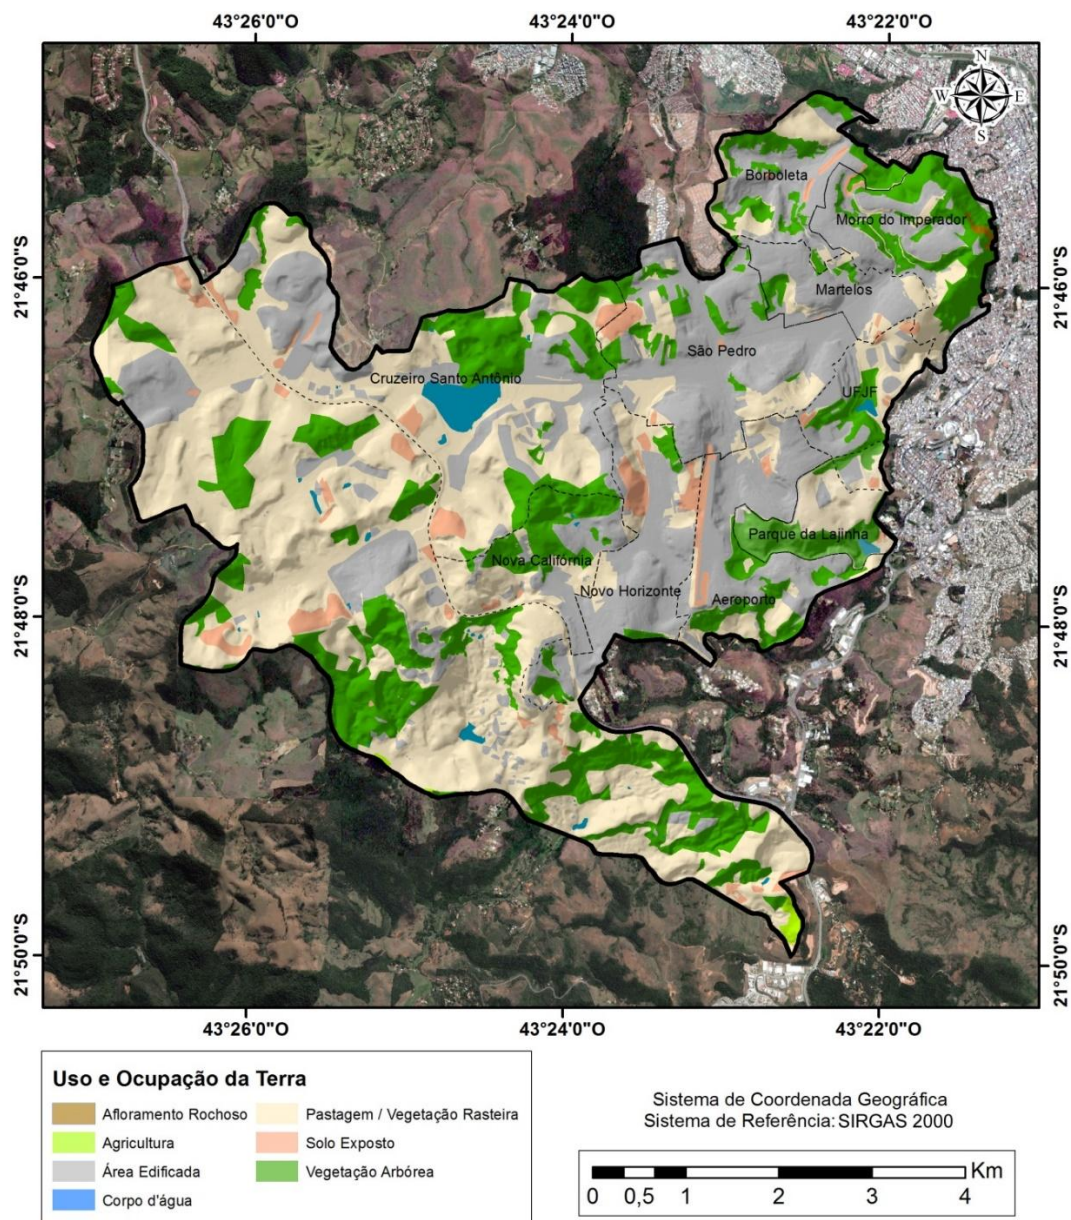 43°26'0"O 43°24'0"O 43°22'0"O
N
W E
S
Borboleta
Morro do Imperador
21°46'0"S 21°46'0"S
Martelos
São Pedro
Cruzeiro Santo Antônio
UFJF
Parque da Lajinha
Nova Califórnia
Novo Horizonte
Aeroporto
21°48'0"S 21°48'0"S
21°50'0"S 21°50'0"S
43°26'0"O 43°24'0"O 43°22'0"O
Uso e Ocupação da Terra
Afloramento Rochoso
Agricultura
Área Edificada
Corpo d'água
Pastagem / Vegetação Rasteira
Solo Exposto
Vegetação Arbórea
Sistema de Coordenada Geográfica
Sistema de Referência: SIRGAS 2000
Km
0 0,5 1 2 3 4